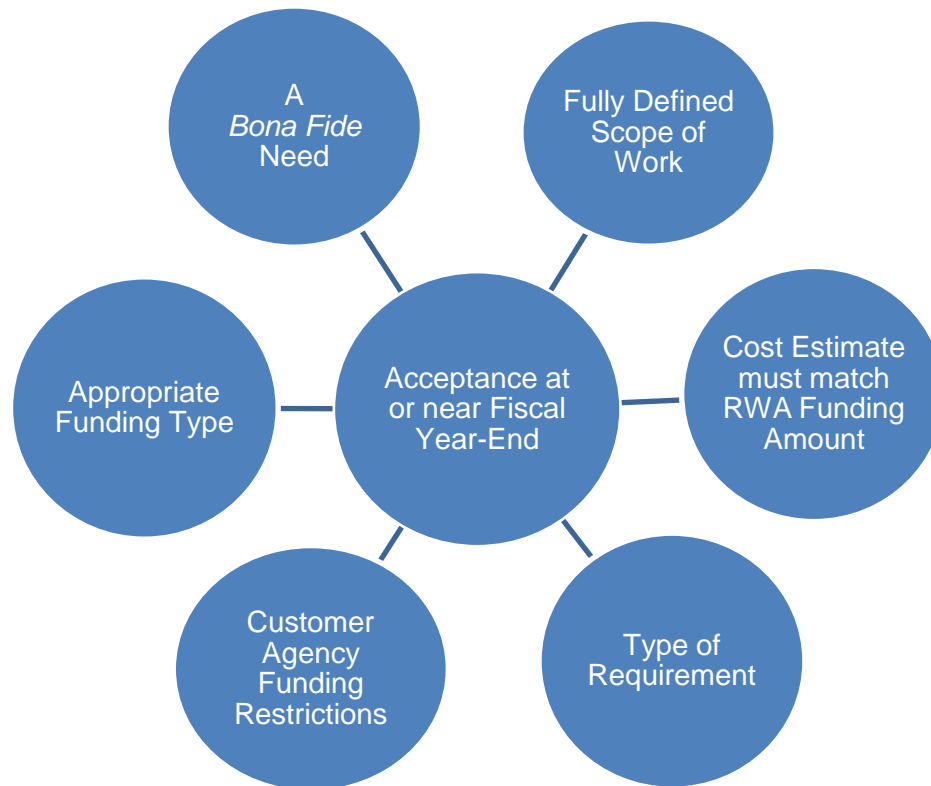 A
Bona Fide
Need
Fully Defined
Scope of
Work
Appropriate
Funding Type
Acceptance at
or near Fiscal
Year-End
Cost Estimate
must match
RWA Funding
Amount
Customer
Agency
Funding
Restrictions
Type of
Requirement